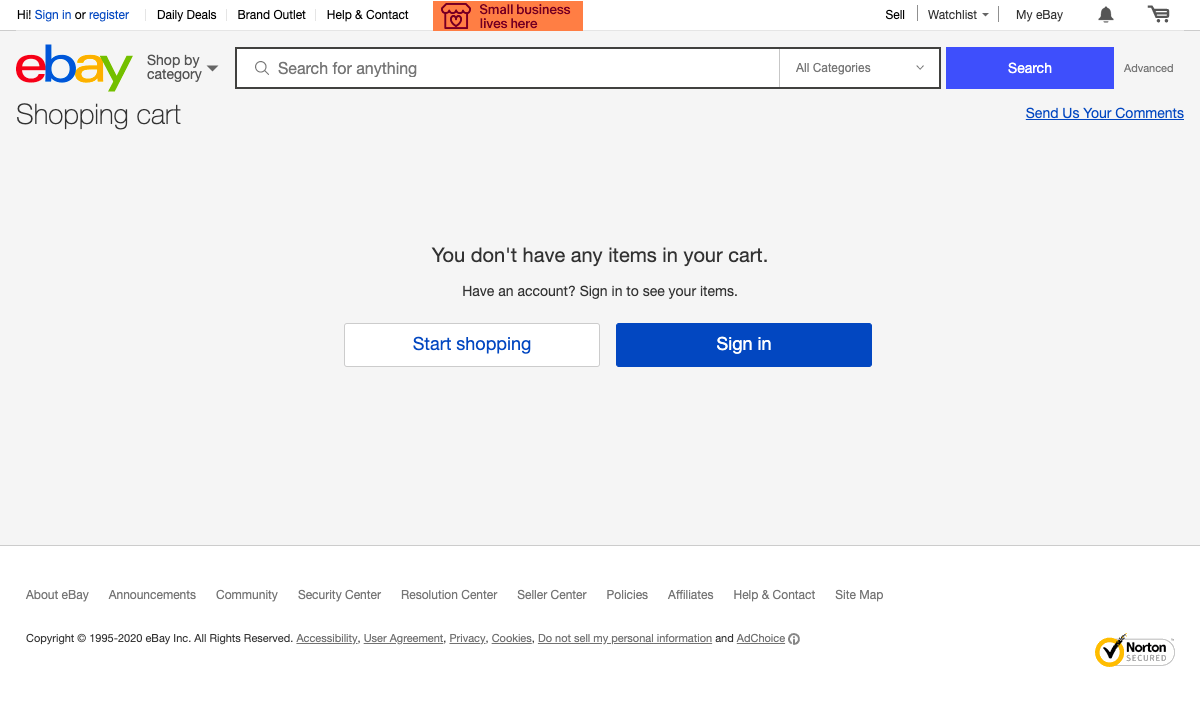 Hi! Sign in or register
Daily Deals
Brand Outlet
Help & Contact
Small business
lives here
Sell
Watchlist
My eBay
ebay
Shop by
category
Search for anything
All Categories
Search
Advanced
Shopping cart
Send Us Your Comments
You don't have any items in your cart.
Have an account? Sign in to see your items.
Start shopping
Sign in
About eBay
Announcements
Community
Security Center
Resolution Center
Seller Center
Policies
Affiliates
Help & Contact
Site Map
Copyright © 1995-2020 eBay Inc. All Rights Reserved. Accessibility, User Agreement, Privacy, Cookies, Do not sell my personal information and AdChoice
Norton
SECURED